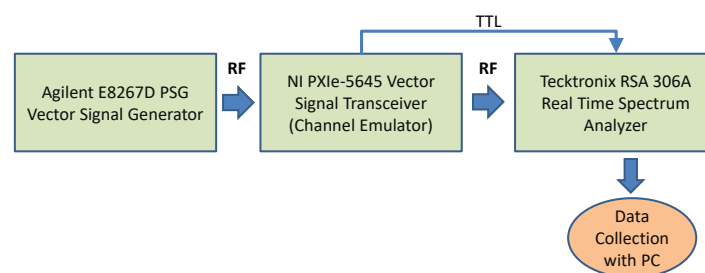 TTL
RF
RF
Agilent E8267D PSG
Vector Signal Generator
NI PXIe-5645 Vector
Signal Transceiver
(Channel Emulator)
Tecktronix RSA 306A
Real Time Spectrum
Analyzer
Data
Collection
with PC